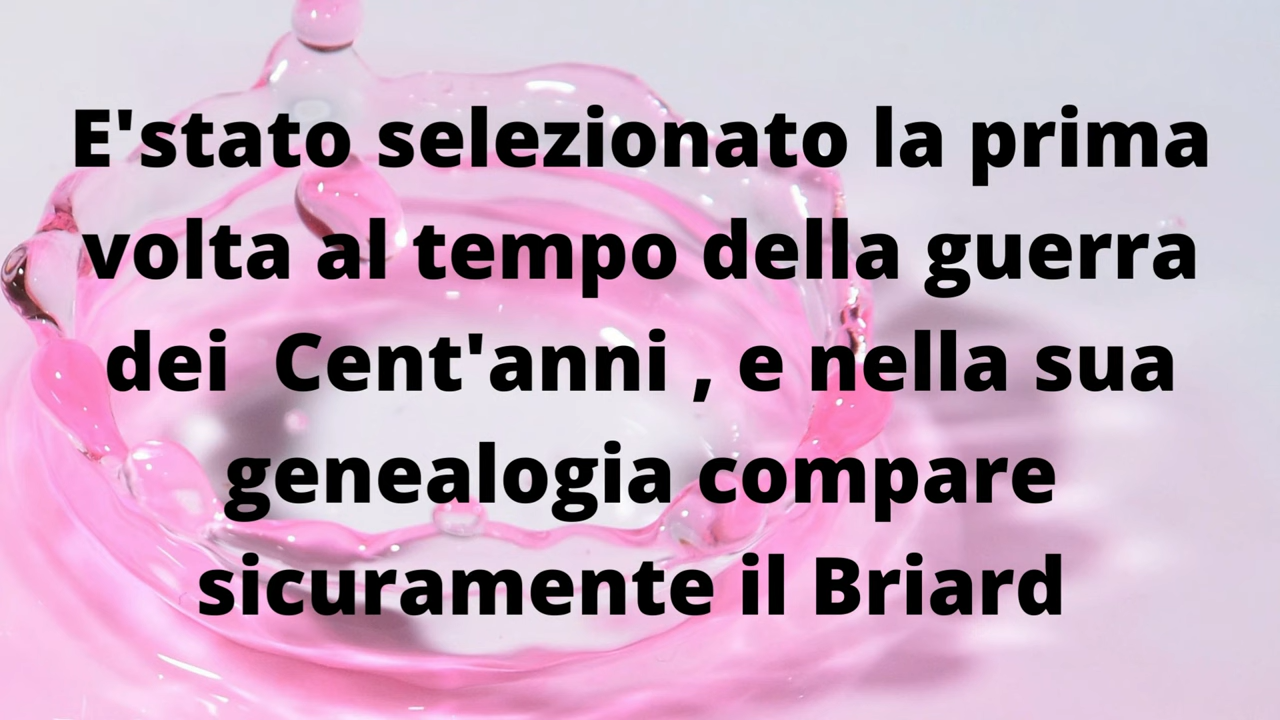 E'stato selezionato la prima
volta al tempo della guerra
dei  Cent'anni , e nella sua
genealogia compare
sicuramente il Briard